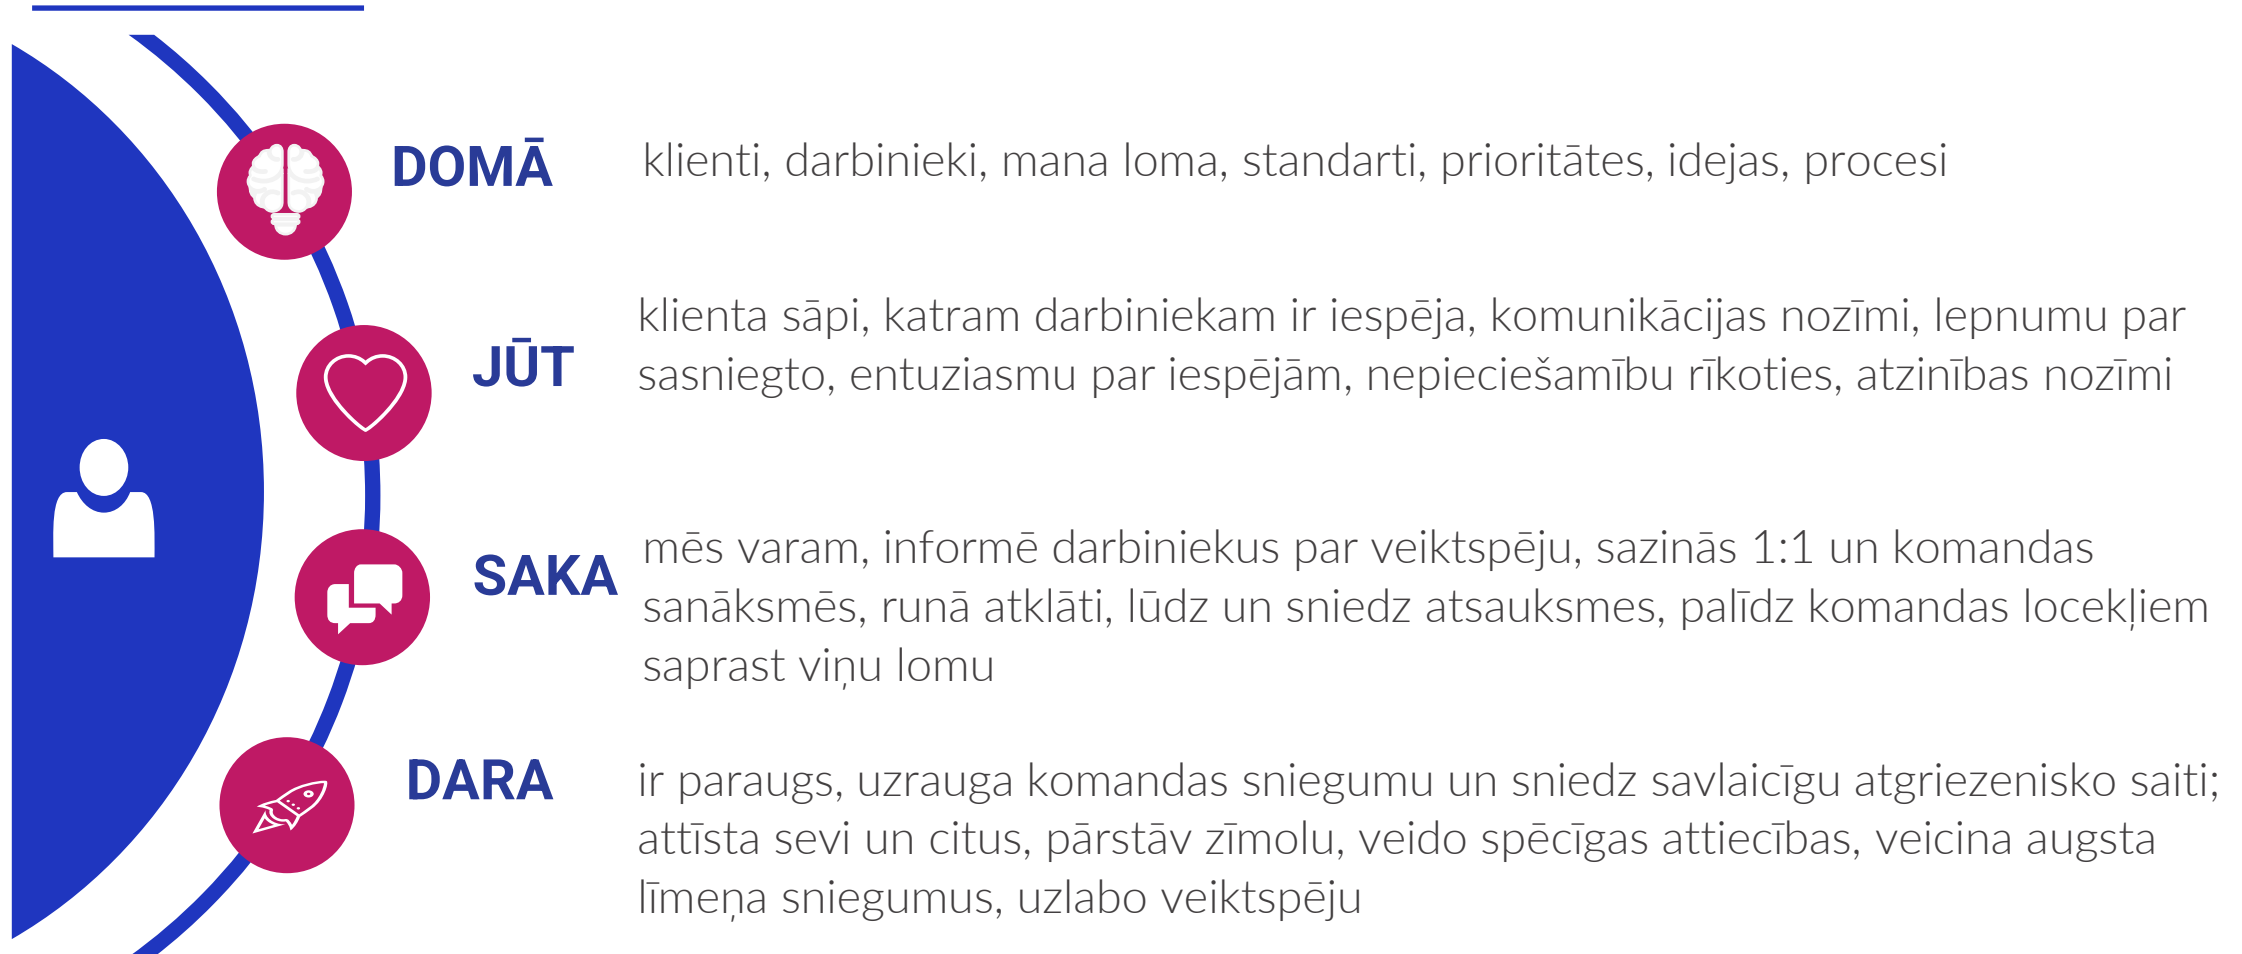 DOMĀ
klienti, darbinieki, mana loma, standarti, prioritātes, idejas, procesi
JŪT
klienta sāpi, katram darbiniekam ir iespēja, komunikācijas nozīmi, lepnumu par
sasniegto, entuziasmu par iespējām, nepieciešamību rīkoties, atzinības nozīmi
SAKA
mēs varam, informē darbiniekus par veiktspēju, sazinās 1:1 un komandas
sanāksmēs, runā atklāti, lūdz un sniedz atsauksmes, palīdz komandas locekļiem
saprast viņu lomu
DARA
ir paraugs, uzrauga komandas sniegumu un sniedz savlaicīgu atgriezenisko saiti;
attīsta sevi un citus, pārstāv zīmolu, veido spēcīgas attiecības, veicina augsta
līmeņa sniegumus, uzlabo veiktspēju